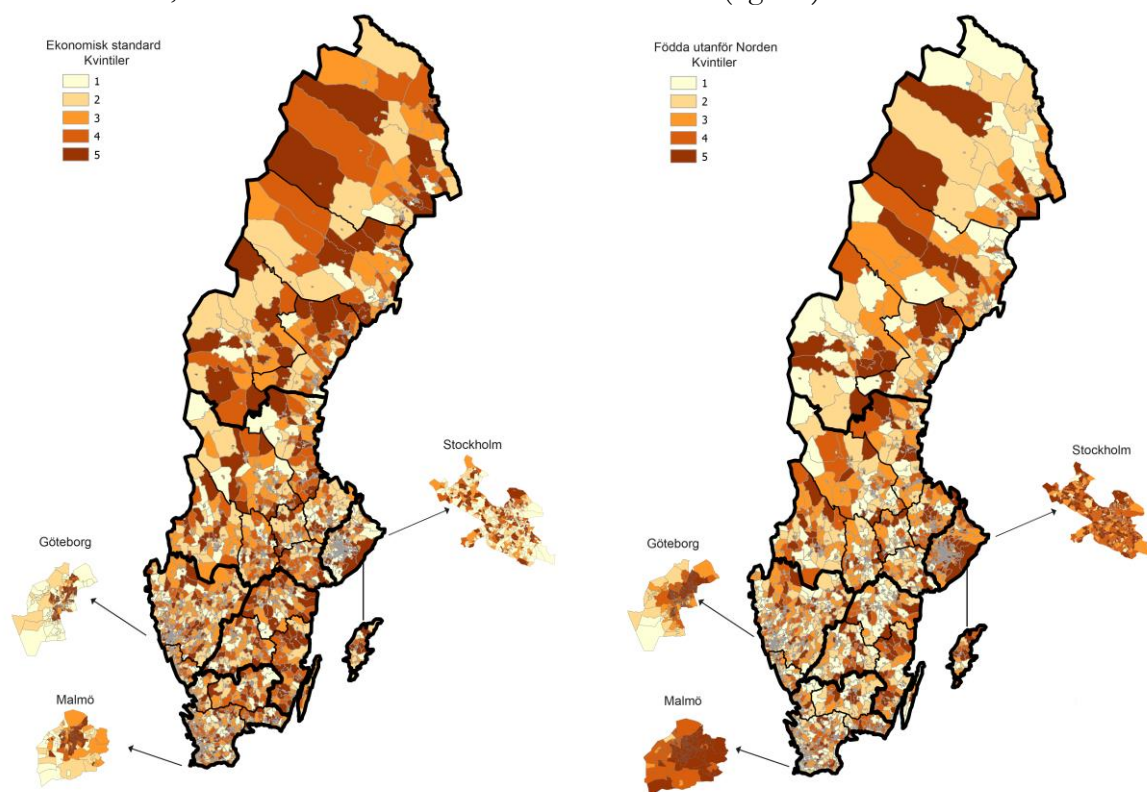 Ekonomisk standard
Kvintiler
1
2
3
4
5
Stockholm
Göteborg
Malmö
Födda utanför Norden
Kvintiler
1
2
3
4
5
Stockholm
Göteborg
Malmö